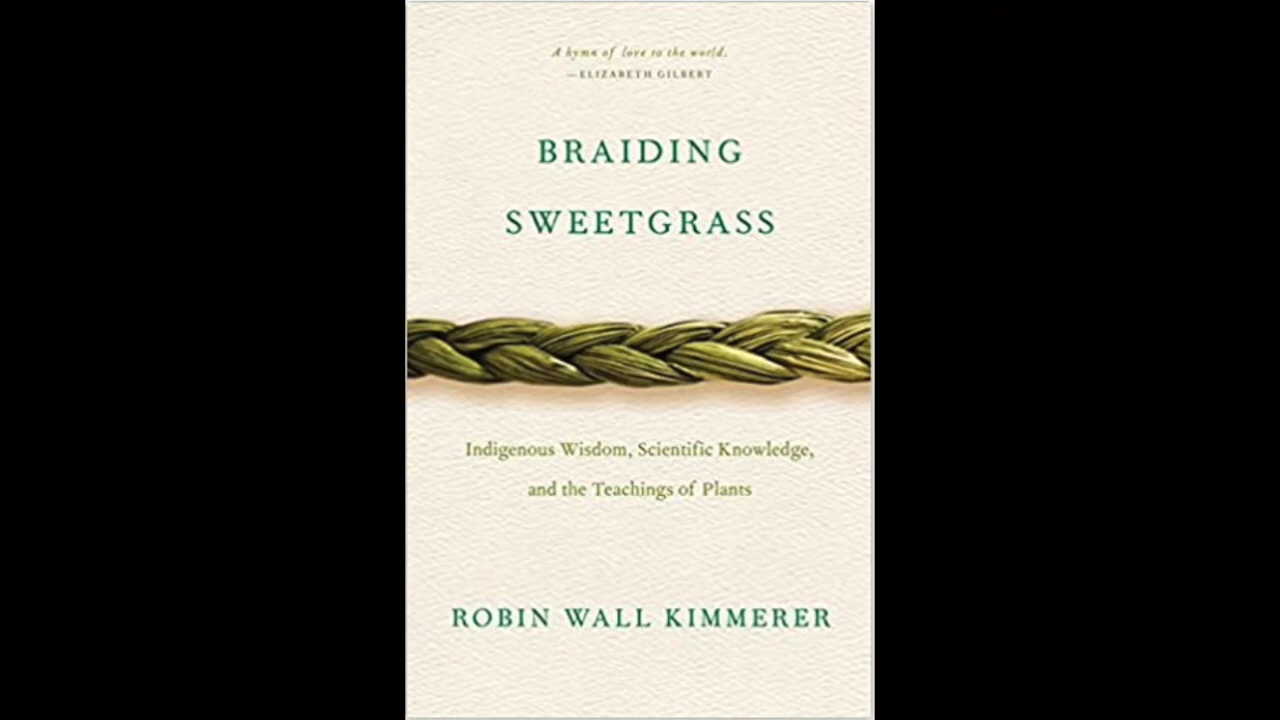 A hymn of love to the world.
—ELIZABETH GILBERT
BRAIDING
SWEETGRASS
Indigenous Wisdom, Scientific Knowledge,
and the Teachings of Plants
ROBIN WALL KIMMERER